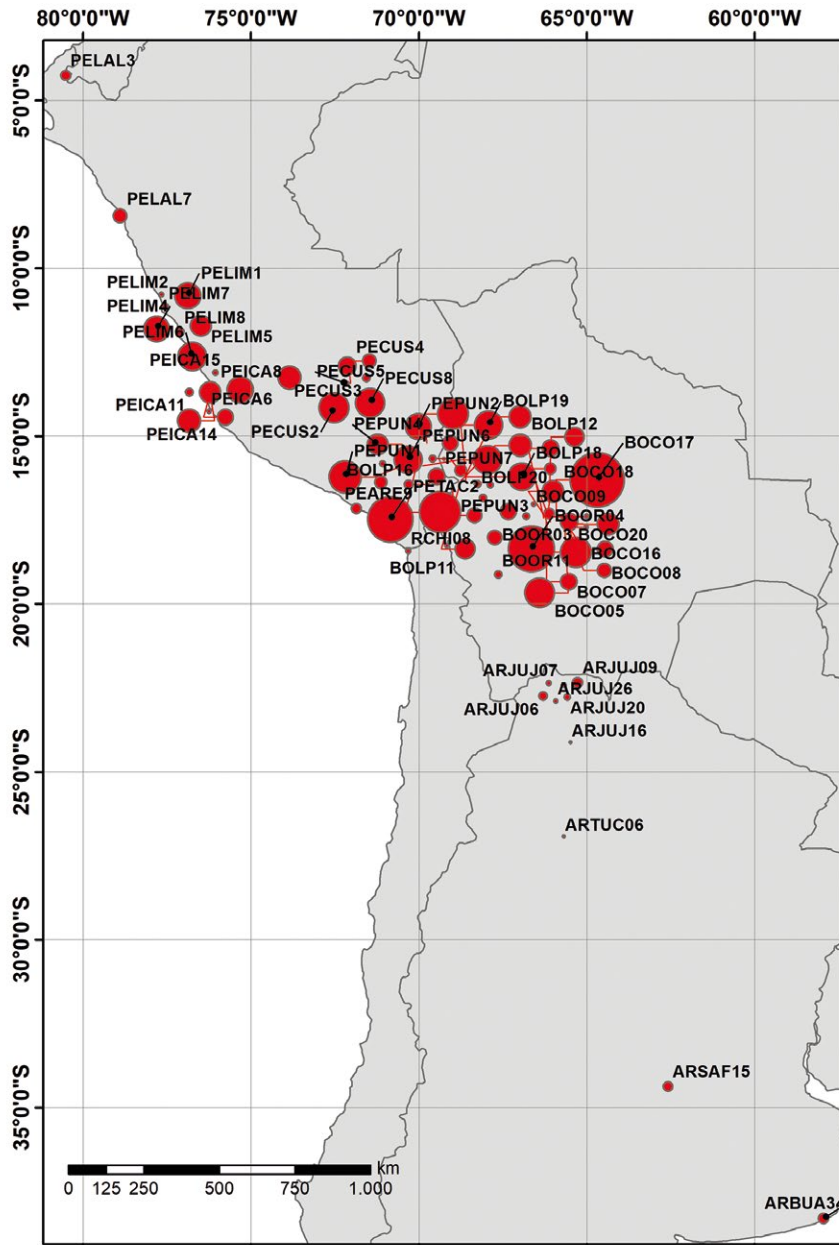 80°0'0"W 75°0'0"W 70°0'0"W 65°0'0"W 60°0'0"W
5°0'0"S
10°0'0"S
15°0'0"S
20°0'0"S
25°0'0"S
30°0'0"S
35°0'0"S
PELAL3
PELAL7
PELIM1
PELIM2
PELIM7
PELIM4
PELIM8
PELIM6
PELIM5
PEICA15
PECUS4
PEICA8
PECUS5
PECUS8
PECUS3
PEICA6
PEICA11
PEPUN2
BOLP19
PEICA14
PECUS2
PEPUN4
PEPUN6
BOLP12
BOCO17
PEPUN1
PEPUN7
BOLP18
BOLP16
BOLP20
BOCO18
PEARE9
PETAC2
PEPUN3
BOCO09
BOOR04
RCHI08
BOOR03
BOCO20
BOLP11
BOOR11
BOCO16
BOCO08
BOCO07
BOCO05
ARJUJ07
ARJUJ09
ARJUJ26
ARJUJ06
ARJUJ20
ARJUJ16
ARTUC06
ARSAF15
ARBUA34
km
0 125 250 500 750 1.000